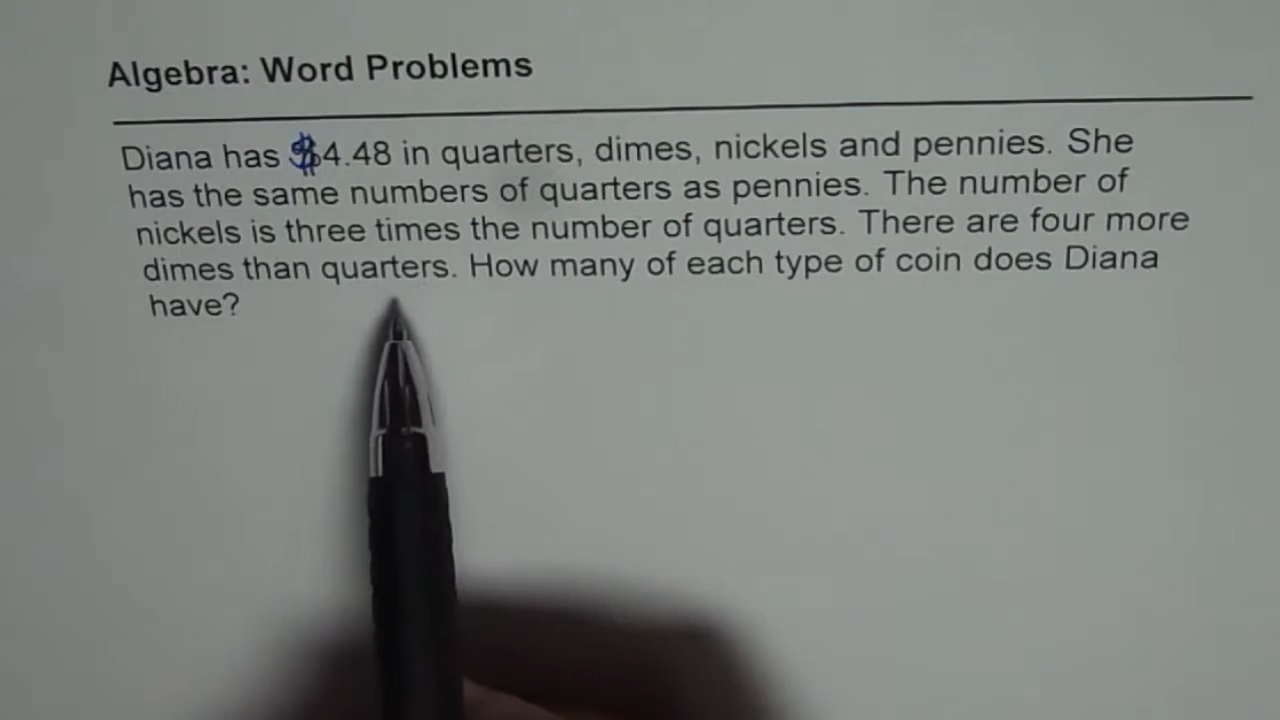 Algebra: Word Problems
Diana has $4.48 in quarters, dimes, nickels and pennies. She
has the same numbers of quarters as pennies. The number of
nickels is three times the number of quarters. There are four more
dimes than quarters. How many of each type of coin does Diana
have?